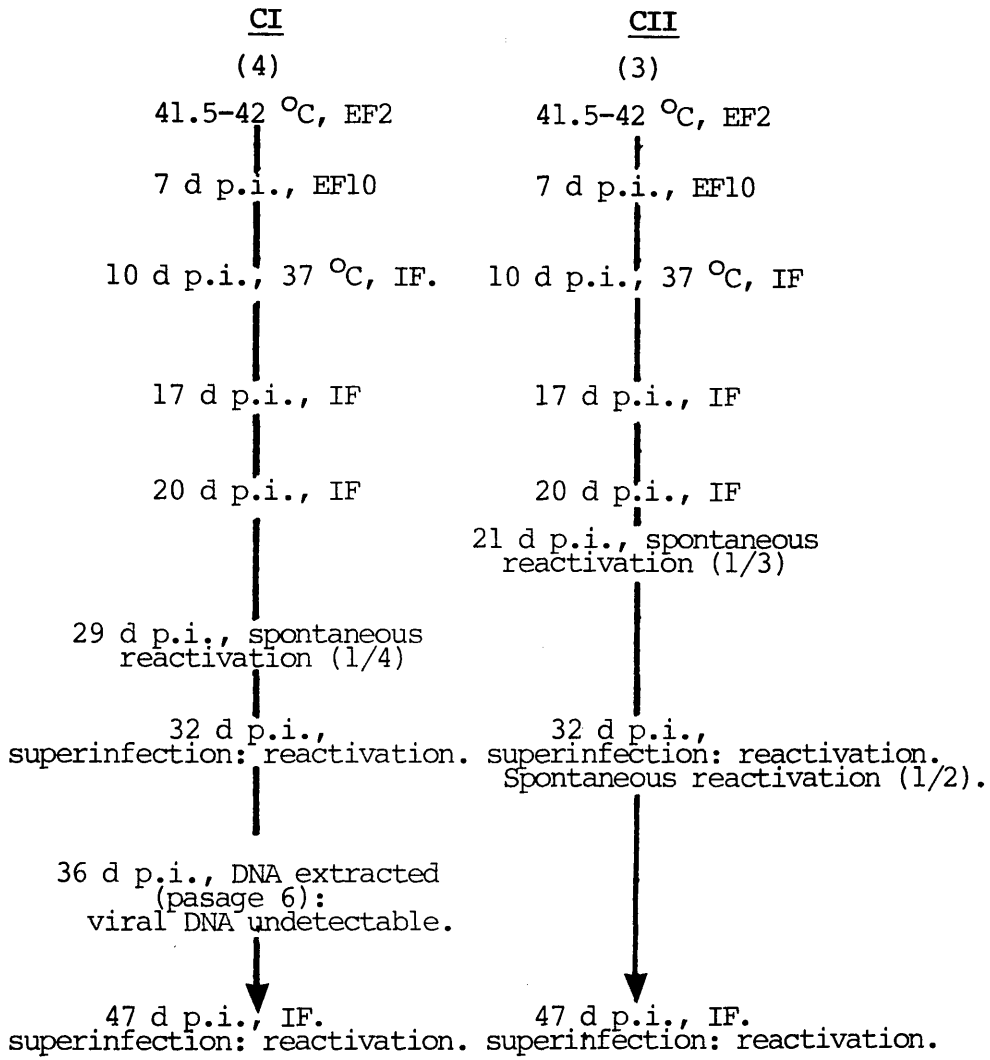 CI
(4)
41.5-42 °C, EF2
7 d p.i., EF10
10 d p.i., 37 °C, IF.
17 d p.i., IF
20 d p.i., IF
29 d p.i., spontaneous
reactivation (1/4)
32 d p.i.,
superinfection: reactivation.
36 d p.i., DNA extracted
(pasage 6):
viral DNA undetectable.
47 d p.i., IF.
superinfection: reactivation.
CII
(3)
41.5-42 °C, EF2
7 d p.i., EF10
10 d p.i., 37 °C, IF
17 d p.i., IF
20 d p.i., IF
21 d p.i., spontaneous
reactivation (1/3)
32 d p.i.,
superinfection: reactivation.
Spontaneous reactivation (1/2).
47 d p.i., IF.
superinfection: reactivation.